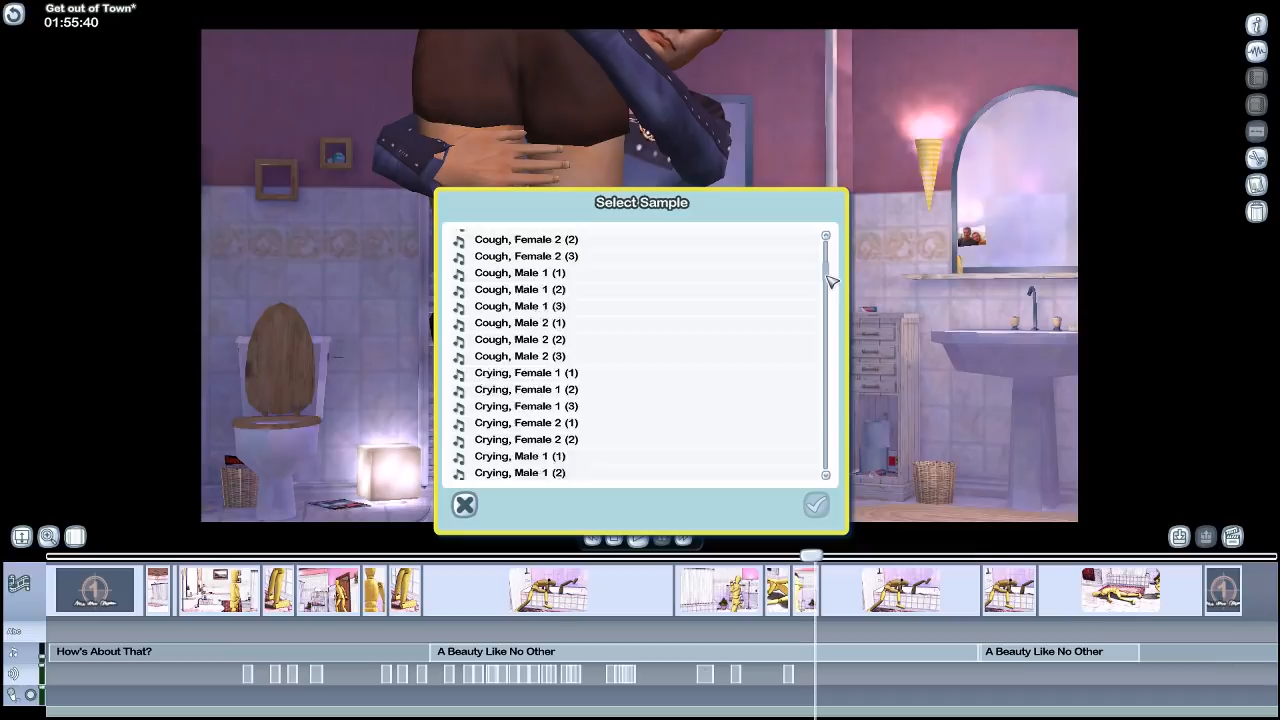 Get out of Town*
01:55:40
Select Sample
Cough, Female 2 (2)
Cough, Female 2 (3)
Cough, Male 1 (1)
Cough, Male 1 (2)
Cough, Male 1 (3)
Cough, Male 2 (1)
Cough, Male 2 (2)
Cough, Male 2 (3)
Crying, Female 1 (1)
Crying, Female 1 (2)
Crying, Female 1 (3)
Crying, Female 2 (1)
Crying, Female 2 (2)
Crying, Male 1 (1)
Crying, Male 1 (2)
1
1
Abc
How's About That?
A Beauty Like No Other
A Beauty Like No Other